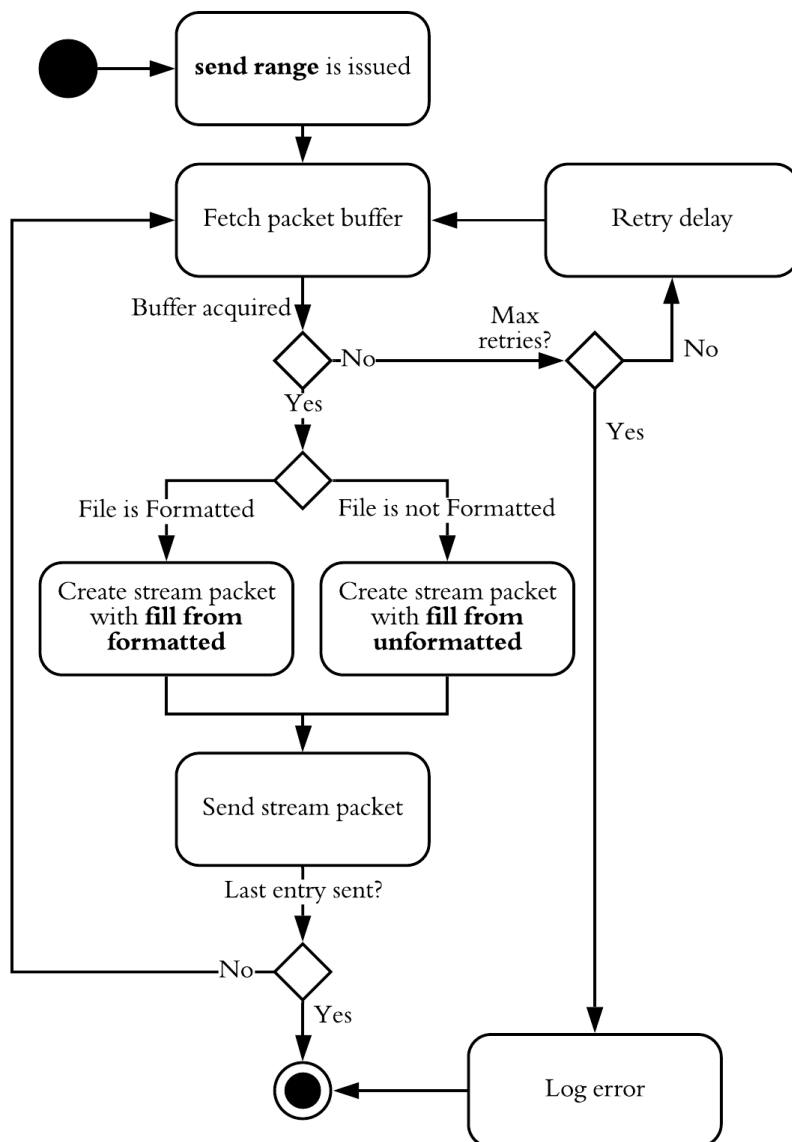 send range is issued
Fetch packet buffer
Retry delay
Buffer acquired
Max
retries?
No
No
Yes
Yes
File is Formatted
File is not Formatted
Create stream packet
with fill from
formatted
Create stream packet
with fill from
unformatted
Send stream packet
Last entry sent?
No
Yes
Log error